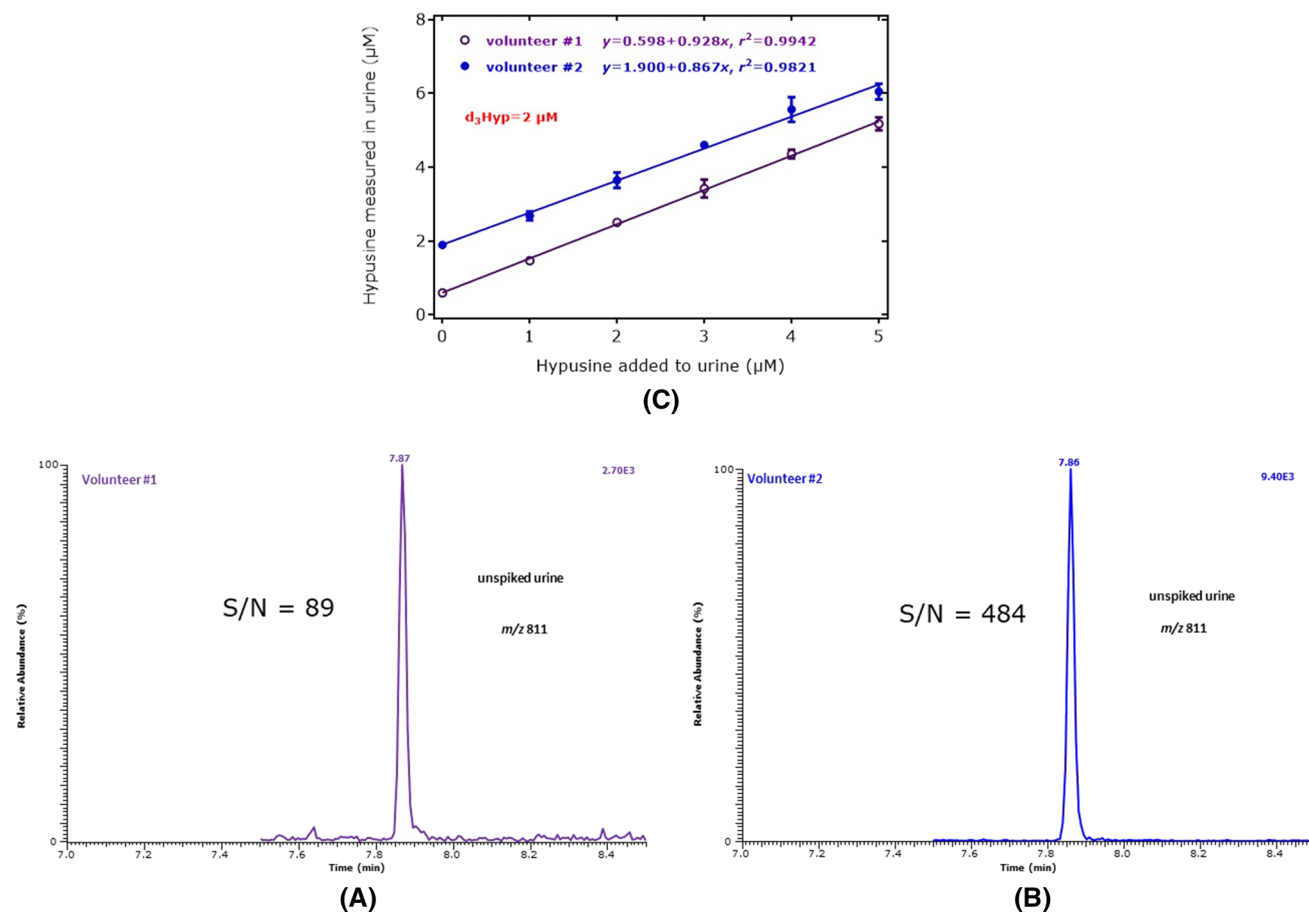 8
6
4
2
0
Hypusine measured in urine (µM)
volunteer #1 y=0.598+0.928x, r²=0.9942
volunteer #2 y=1.900+0.867x, r²=0.9821
d₃Hyp=2 µM
0 1 2 3 4 5
Hypusine added to urine (µM)
(C)
100
0
Relative Abundance (%)
Volunteer #1
7.87
2.70E3
unspiked urine
S/N = 89
m/z 811
7.0 7.2 7.4 7.6 7.8 8.0 8.2 8.4
Time (min)
(A)
100
0
Relative Abundance (%)
Volunteer #2
7.86
9.40E3
unspiked urine
S/N = 484
m/z 811
7.0 7.2 7.4 7.6 7.8 8.0 8.2 8.4
Time (min)
(B)